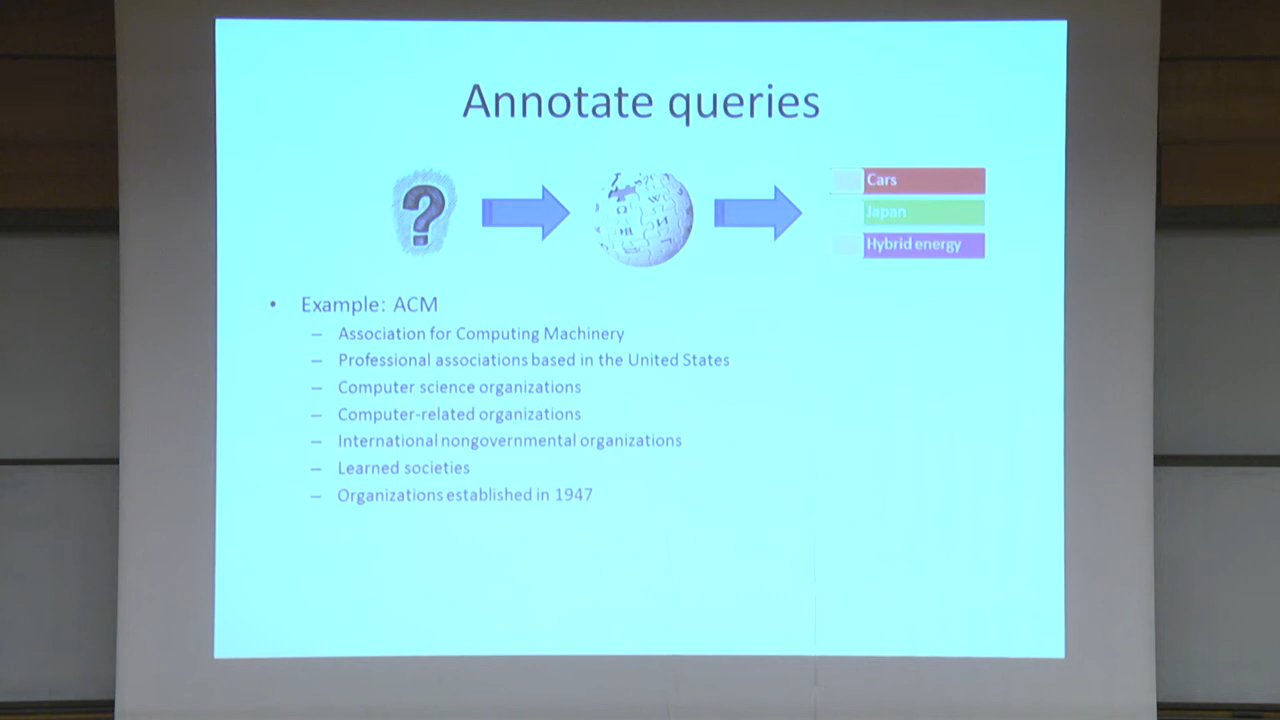 Annotate queries
Cars
Japan
Hybrid energy
• Example: ACM
– Association for Computing Machinery
– Professional associations based in the United States
– Computer science organizations
– Computer-related organizations
– International nongovernmental organizations
– Learned societies
– Organizations established in 1947